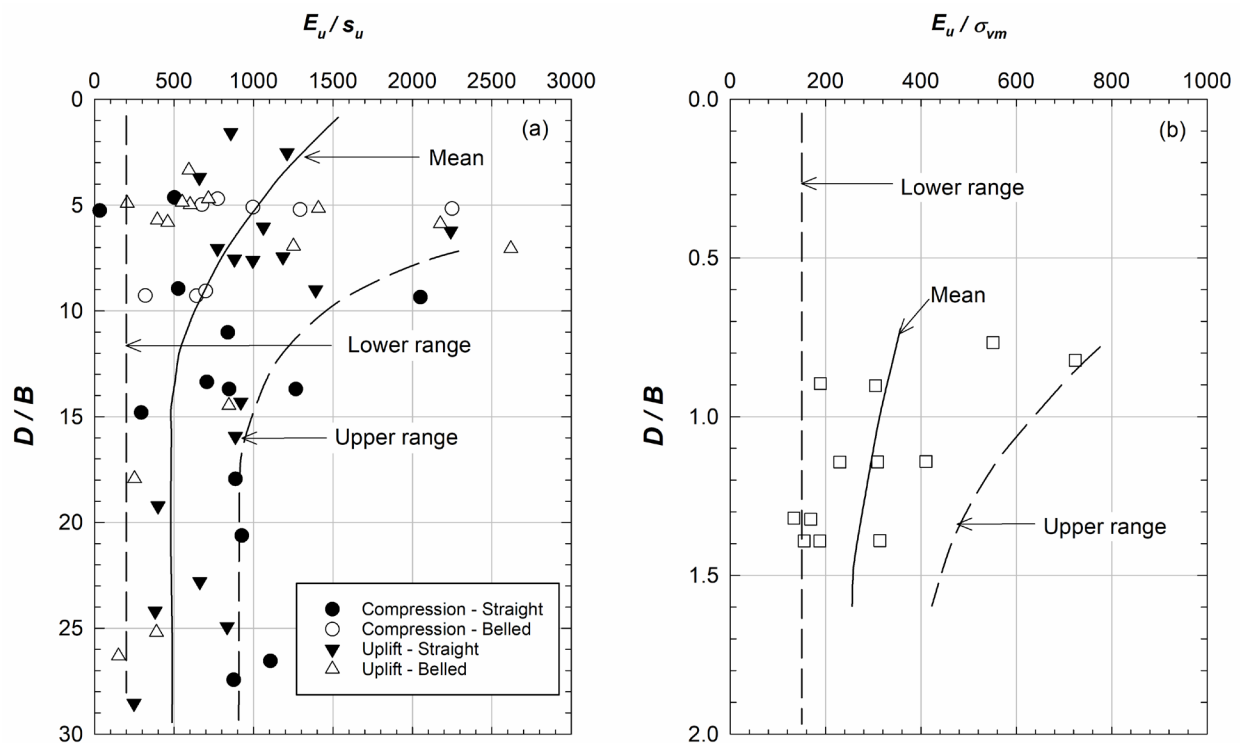 E_u / s_u
0 500 1000 1500 2000 2500 3000
(a)
0
5
10
15
20
25
30
D / B
Mean
Lower range
Upper range
Compression - Straight
Compression - Belled
Uplift - Straight
Uplift - Belled
E_u / σ_vm
0 200 400 600 800 1000
(b)
0.0
0.5
1.0
1.5
2.0
D / B
Lower range
Mean
Upper range